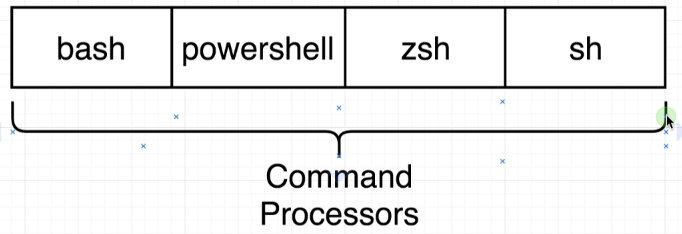 bash powershell zsh sh
Command
Processors